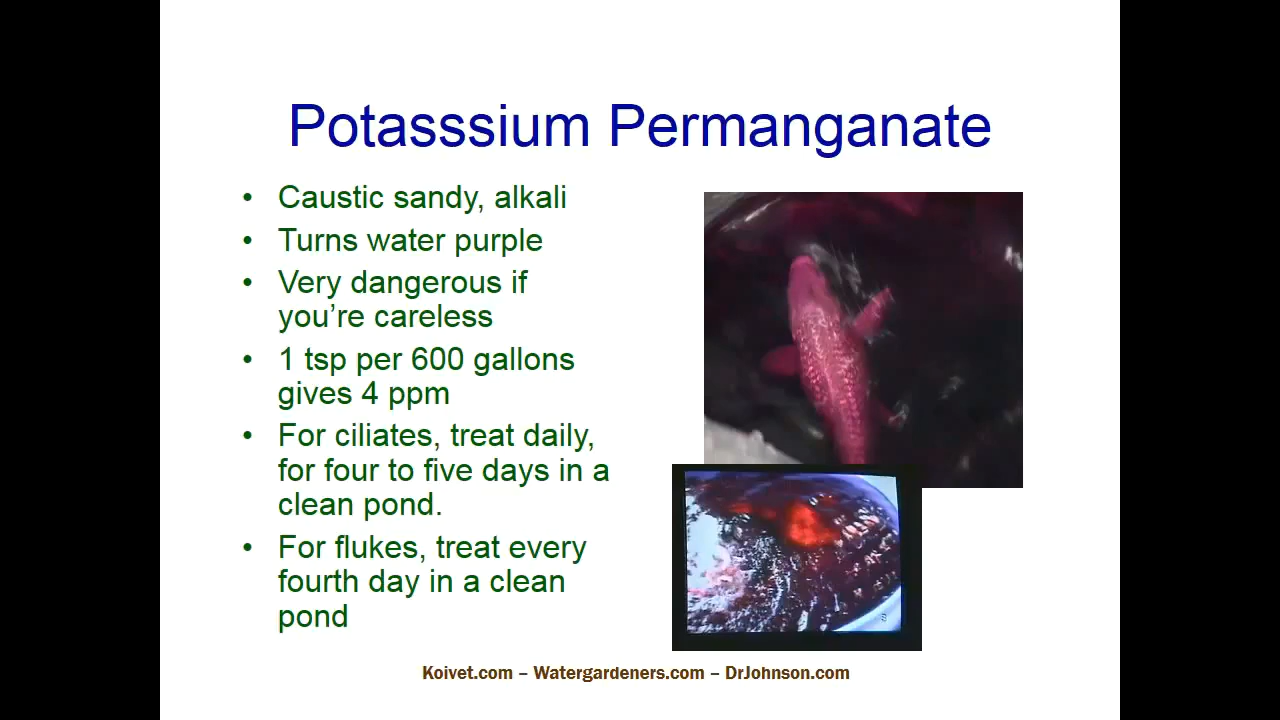 Potasssium Permanganate
• Caustic sandy, alkali
• Turns water purple
• Very dangerous if
you're careless
• 1 tsp per 600 gallons
gives 4 ppm
• For ciliates, treat daily,
for four to five days in a
clean pond.
• For flukes, treat every
fourth day in a clean
pond
Koivet.com – Watergardeners.com – DrJohnson.com